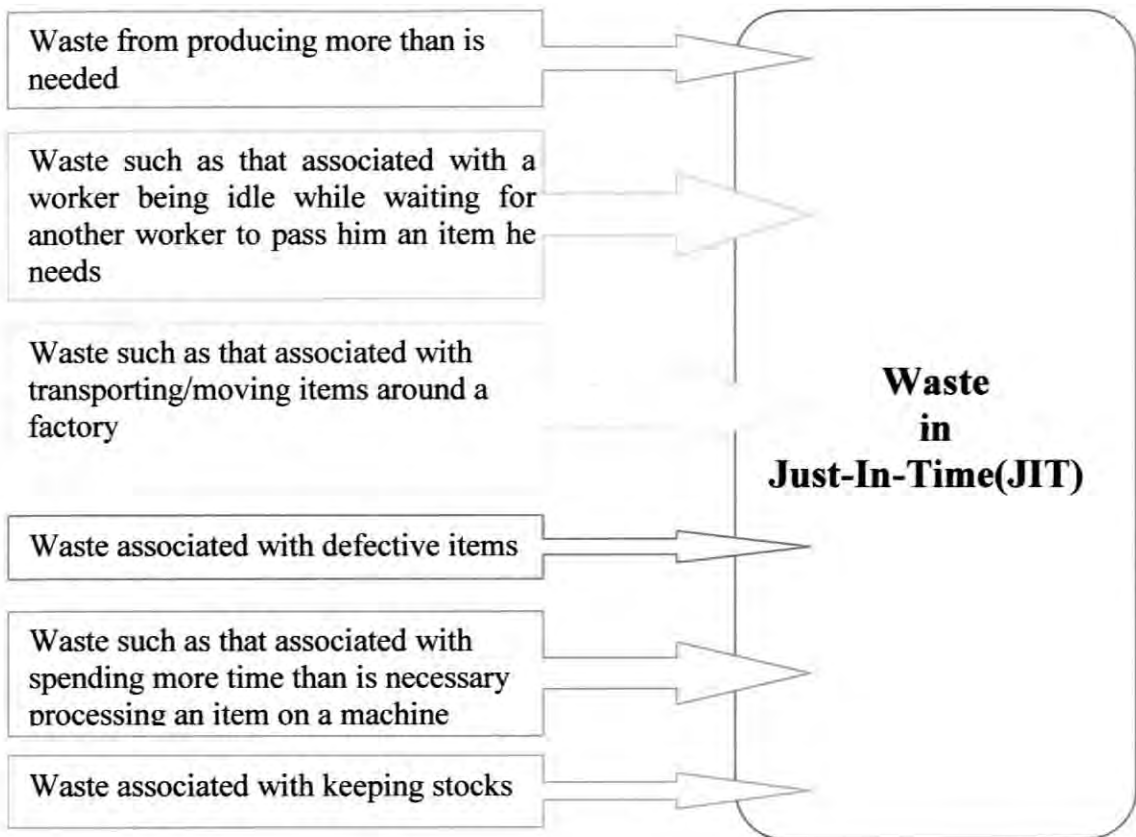 Waste from producing more than is
needed
Waste such as that associated with a
worker being idle while waiting for
another worker to pass him an item he
needs
Waste such as that associated with
transporting/moving items around a
factory
Waste associated with defective items
Waste such as that associated with
spending more time than is necessary
processing an item on a machine
Waste associated with keeping stocks
Waste
in
Just-In-Time(JIT)